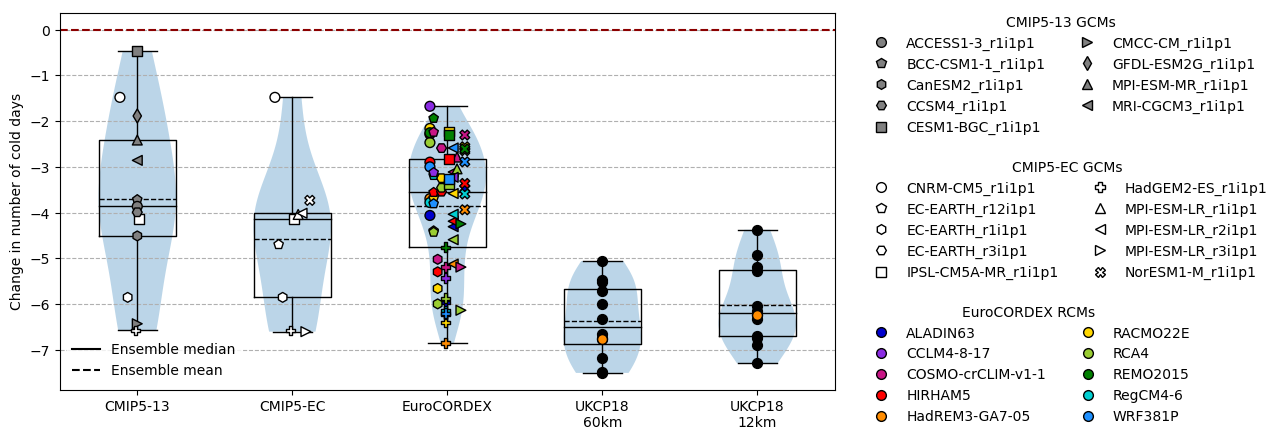 Change in number of cold days
0
−1
−2
−3
−4
−5
−6
−7
Ensemble median
Ensemble mean
CMIP5-13
CMIP5-EC
EuroCORDEX
UKCP18
60km
UKCP18
12km
CMIP5-13 GCMs
ACCESS1-3_r1i1p1
BCC-CSM1-1_r1i1p1
CanESM2_r1i1p1
CCSM4_r1i1p1
CESM1-BGC_r1i1p1
CMCC-CM_r1i1p1
GFDL-ESM2G_r1i1p1
MPI-ESM-MR_r1i1p1
MRI-CGCM3_r1i1p1
CMIP5-EC GCMs
CNRM-CM5_r1i1p1
EC-EARTH_r12i1p1
EC-EARTH_r1i1p1
EC-EARTH_r3i1p1
IPSL-CM5A-MR_r1i1p1
HadGEM2-ES_r1i1p1
MPI-ESM-LR_r1i1p1
MPI-ESM-LR_r2i1p1
MPI-ESM-LR_r3i1p1
NorESM1-M_r1i1p1
EuroCORDEX RCMs
ALADIN63
CCLM4-8-17
COSMO-crCLIM-v1-1
HIRHAM5
HadREM3-GA7-05
RACMO22E
RCA4
REMO2015
RegCM4-6
WRF381P